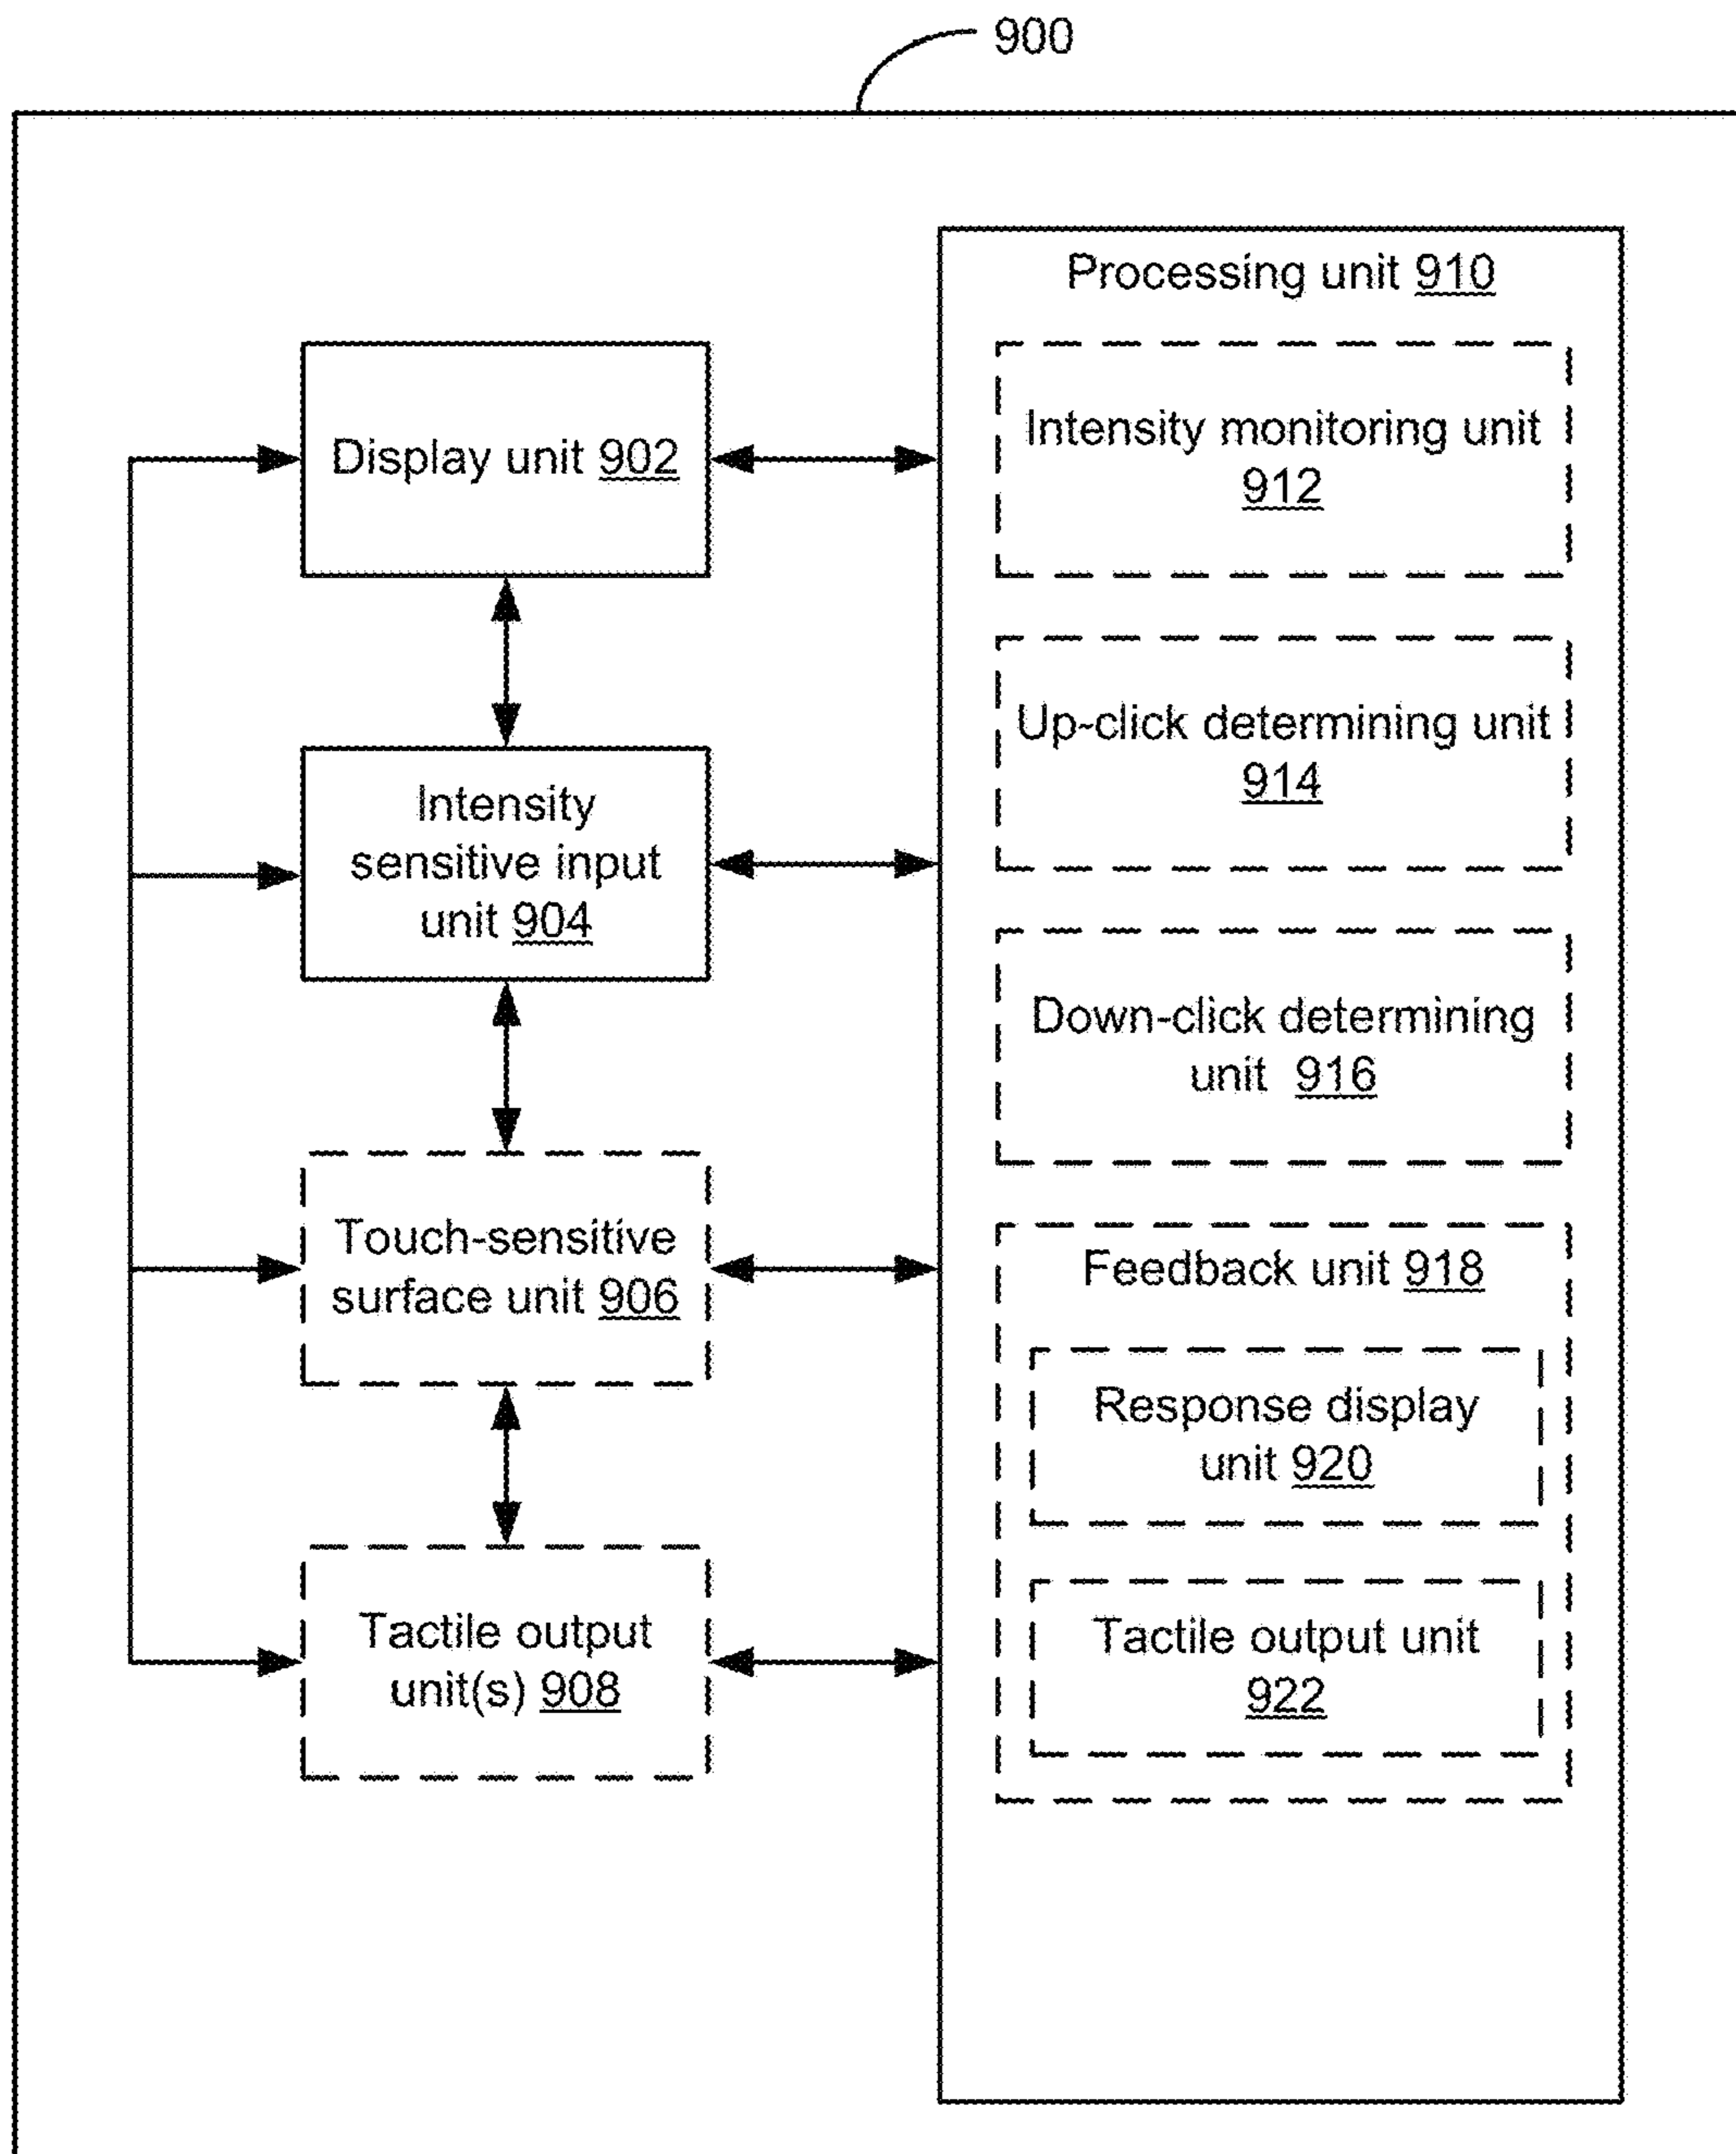 900
Processing unit 910
Display unit 902
Intensity
sensitive input
unit 904
Touch-sensitive
surface unit 906
Tactile output
unit(s) 908
Intensity monitoring unit
912
Up-click determining unit
914
Down-click determining
unit 916
Feedback unit 918
Response display
unit 920
Tactile output unit
922